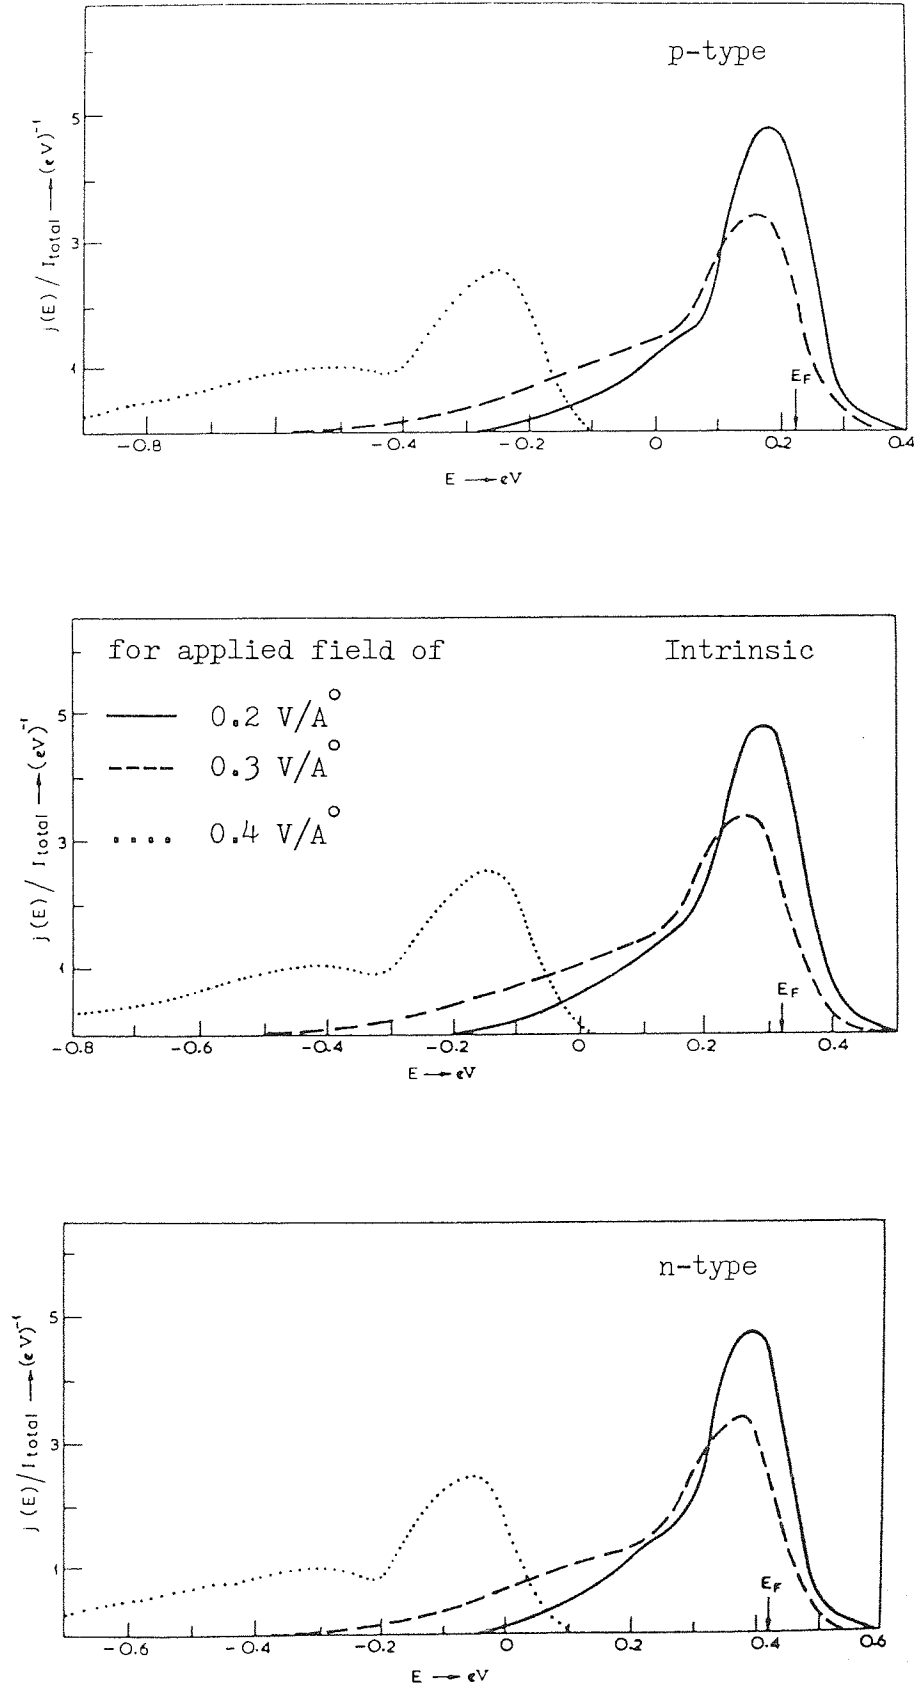 p-type
5
3
1
j(E) / I total → (eV)⁻¹
E_F
-0.8
-0.4
-0.2
0
0.2
0.4
E → eV
for applied field of
Intrinsic
0.2 V/A°
0.3 V/A°
0.4 V/A°
5
3
1
j(E) / I total → (eV)⁻¹
E_F
-0.8
-0.6
-0.4
-0.2
0
0.2
0.4
E → eV
n-type
5
3
1
j(E) / I total → (eV)⁻¹
E_F
-0.6
-0.4
-0.2
0
0.2
0.4
0.6
E → eV